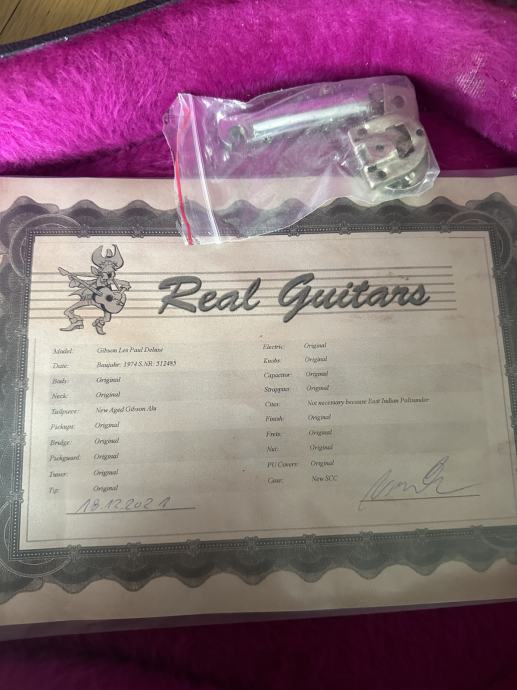 Real Guitars
Model: Gibson Les Paul Deluxe
Date: Baujahr: 1974 S.NR: 512485
Body: Original
Neck: Original
Tailpiece: New Aged Gibson Alu
Pickups: Original
Bridge: Original
Pickguard: Original
Tuner: Original
Tip: Original
18.12.2021
Electric: Original
Knobs: Original
Capacitor: Original
Strappins: Original
Cites: Not necessary because East Indian Palisander
Finish: Original
Frets: Original
Nut: Original
PU Covers: Original
Case: New SCC